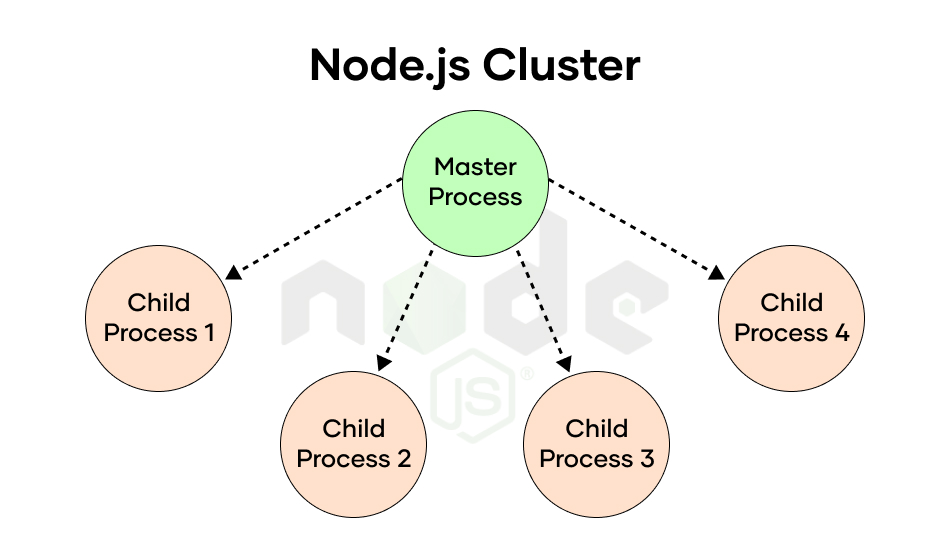 Node.js Cluster
Master
Process
Child
Process 1
Child
Process 4
Child
Process 2
Child
Process 3
node
JS®